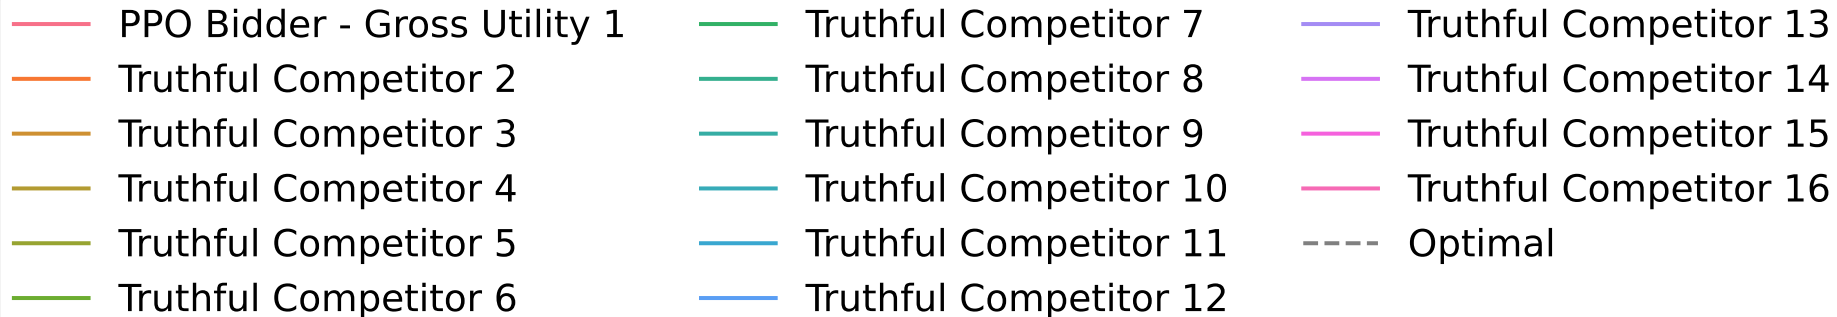 PPO Bidder - Gross Utility 1
Truthful Competitor 2
Truthful Competitor 3
Truthful Competitor 4
Truthful Competitor 5
Truthful Competitor 6
Truthful Competitor 7
Truthful Competitor 8
Truthful Competitor 9
Truthful Competitor 10
Truthful Competitor 11
Truthful Competitor 12
Truthful Competitor 13
Truthful Competitor 14
Truthful Competitor 15
Truthful Competitor 16
Optimal